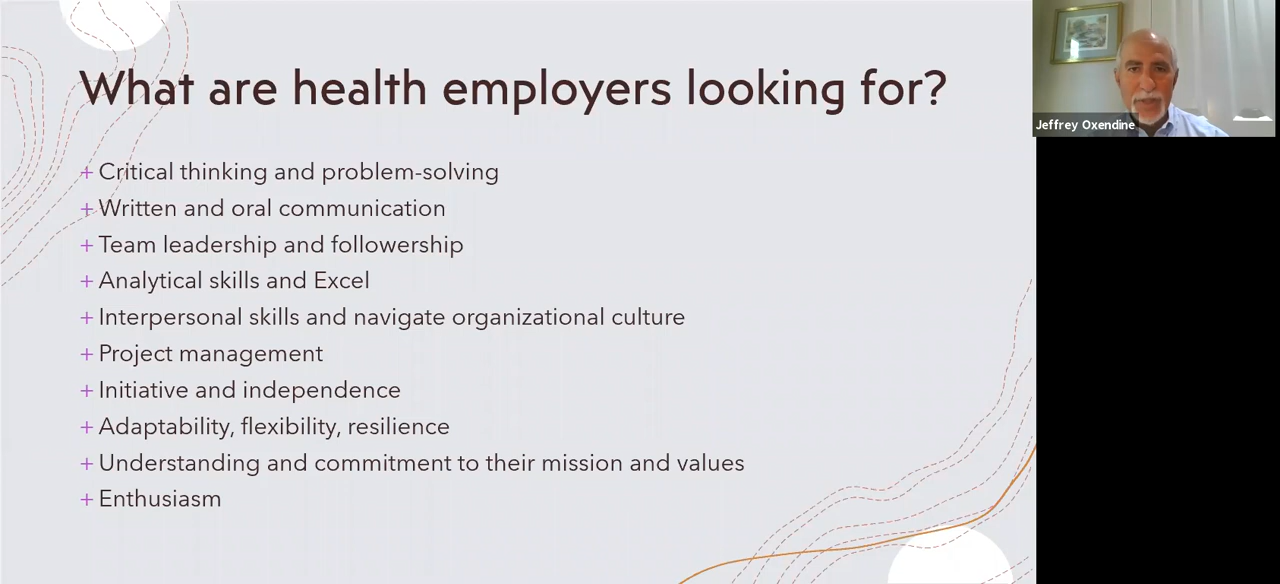 What are health employers looking for?
+ Critical thinking and problem-solving
+ Written and oral communication
+ Team leadership and followership
+ Analytical skills and Excel
+ Interpersonal skills and navigate organizational culture
+ Project management
+ Initiative and independence
+ Adaptability, flexibility, resilience
+ Understanding and commitment to their mission and values
+ Enthusiasm
Jeffrey Oxendine